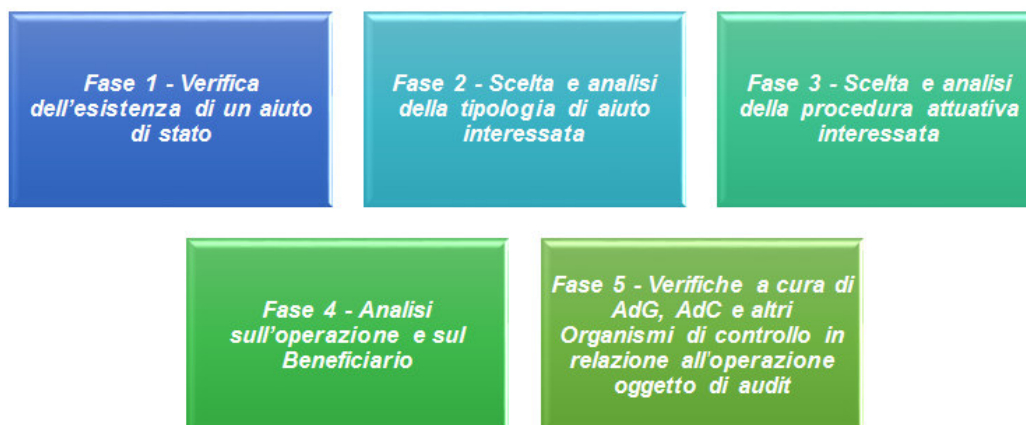 Fase 1 - Verifica
dell'esistenza di un aiuto
di stato
Fase 2 - Scelta e analisi
della tipologia di aiuto
interessata
Fase 3 - Scelta e analisi
della procedura attuativa
interessata
Fase 4 - Analisi
sull'operazione e sul
Beneficiario
Fase 5 - Verifiche a cura di
AdG, AdC e altri
Organismi di controllo in
relazione all'operazione
oggetto di audit